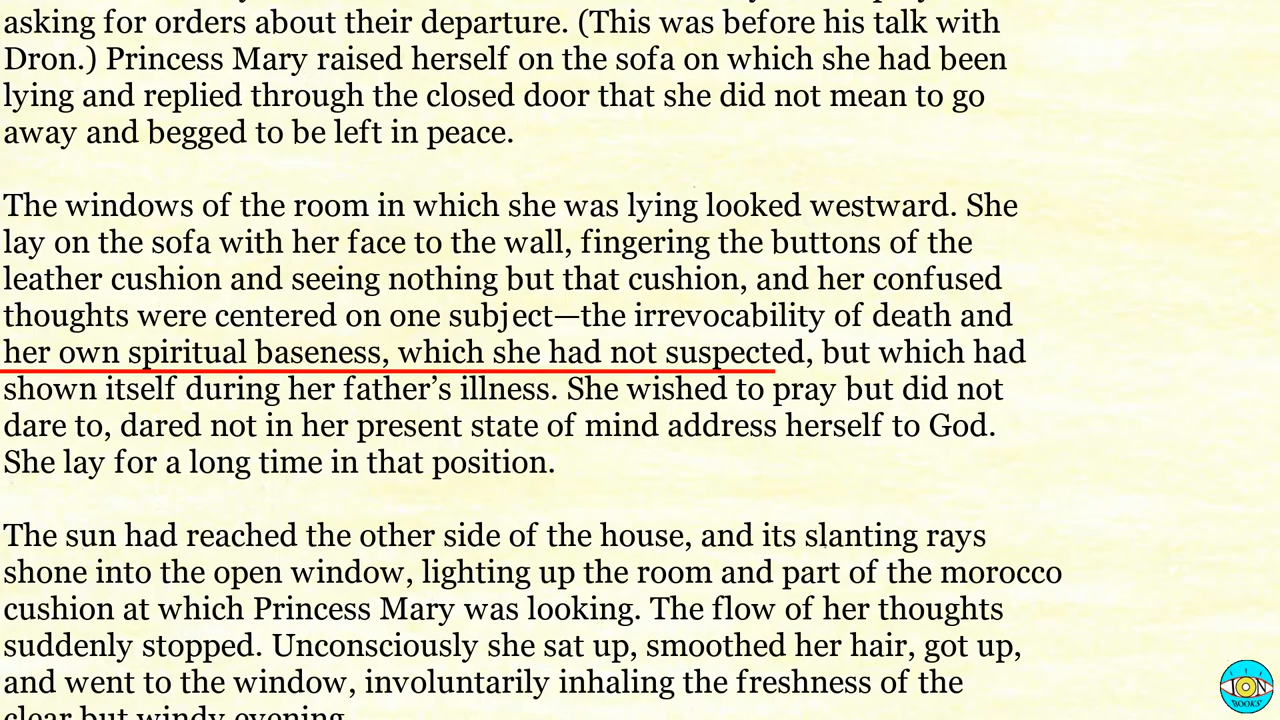 asking for orders about their departure. (This was before his talk with
Dron.) Princess Mary raised herself on the sofa on which she had been
lying and replied through the closed door that she did not mean to go
away and begged to be left in peace.
The windows of the room in which she was lying looked westward. She
lay on the sofa with her face to the wall, fingering the buttons of the
leather cushion and seeing nothing but that cushion, and her confused
thoughts were centered on one subject—the irrevocability of death and
her own spiritual baseness, which she had not suspected, but which had
shown itself during her father’s illness. She wished to pray but did not
dare to, dared not in her present state of mind address herself to God.
She lay for a long time in that position.
The sun had reached the other side of the house, and its slanting rays
shone into the open window, lighting up the room and part of the morocco
cushion at which Princess Mary was looking. The flow of her thoughts
suddenly stopped. Unconsciously she sat up, smoothed her hair, got up,
and went to the window, involuntarily inhaling the freshness of the
clear but windy evening.
ION
BOOKS